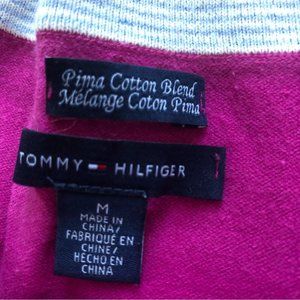 Pima Cotton Blend
Mélange Coton Pima
TOMMY HILFIGER
M
MADE IN
CHINA/
FABRIQUÉ EN
CHINE/
HECHO EN
CHINA